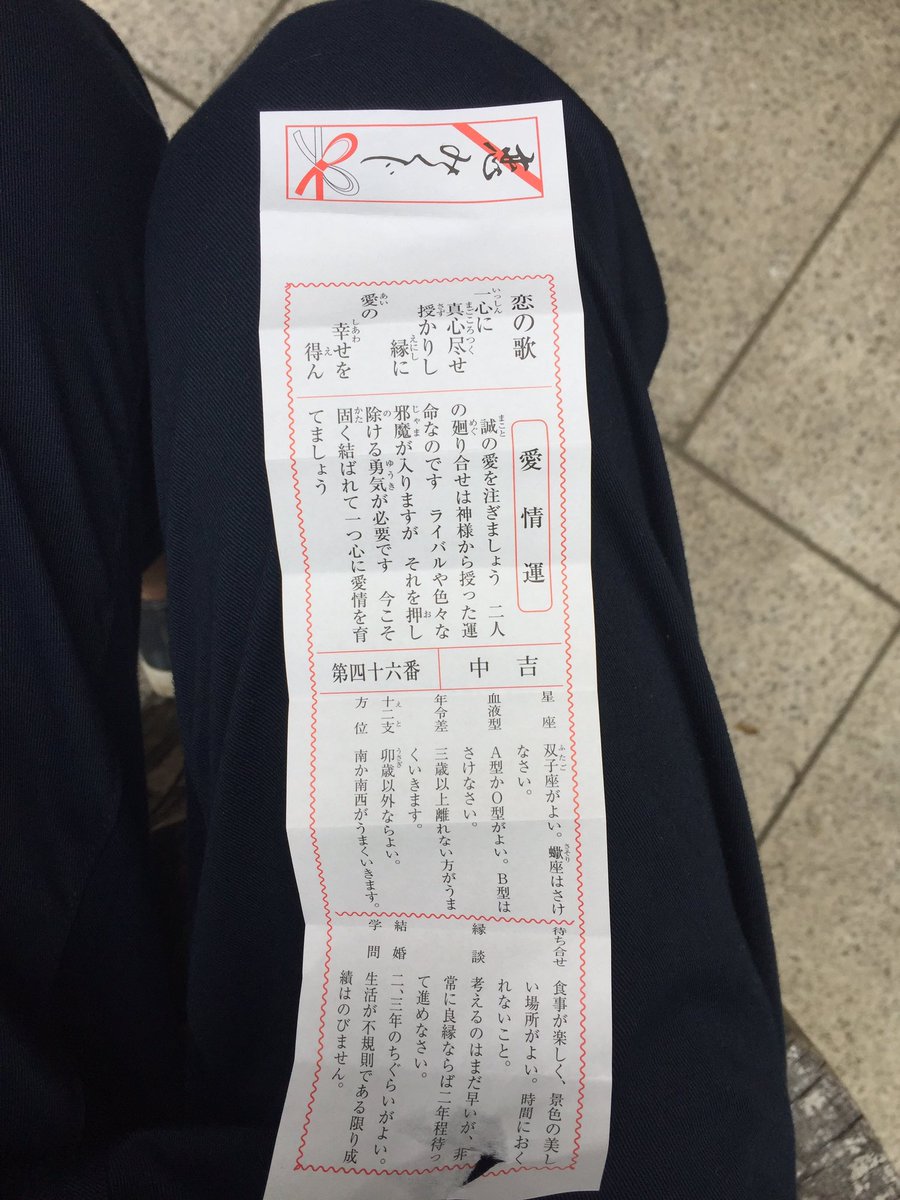 恋みくじ
恋の歌
一心に
真心尽せ
授かりし
縁に
愛の
幸せを
得ん
愛情運
誠の愛を注ぎましょう 二人
の廻り合せは神様から授った運
命なのです ライバルや色々な
邪魔が入りますが それを押し
除ける勇気が必要です 今こそ
固く結ばれて一つ心に愛情を育
てましょう
中吉
第四十六番
星座 双子座がよい。蠍座はさけ
なさい。
血液型 A型かO型がよい。B型は
さけなさい。
年令差 三歳以上離れない方がうま
くいきます。
十二支 卯歳以外ならよい。
方位 南か南西がうまくいきます。
待ち合せ 食事が楽しく、景色の美し
い場所がよい。時間におく
れないこと。
縁談 考えるのはまだ早いが、非
常に良縁ならば二年程待っ
て進めなさい。
結婚 二、三年のちぐらいがよい。
学問 生活が不規則である限り成
績はのびません。